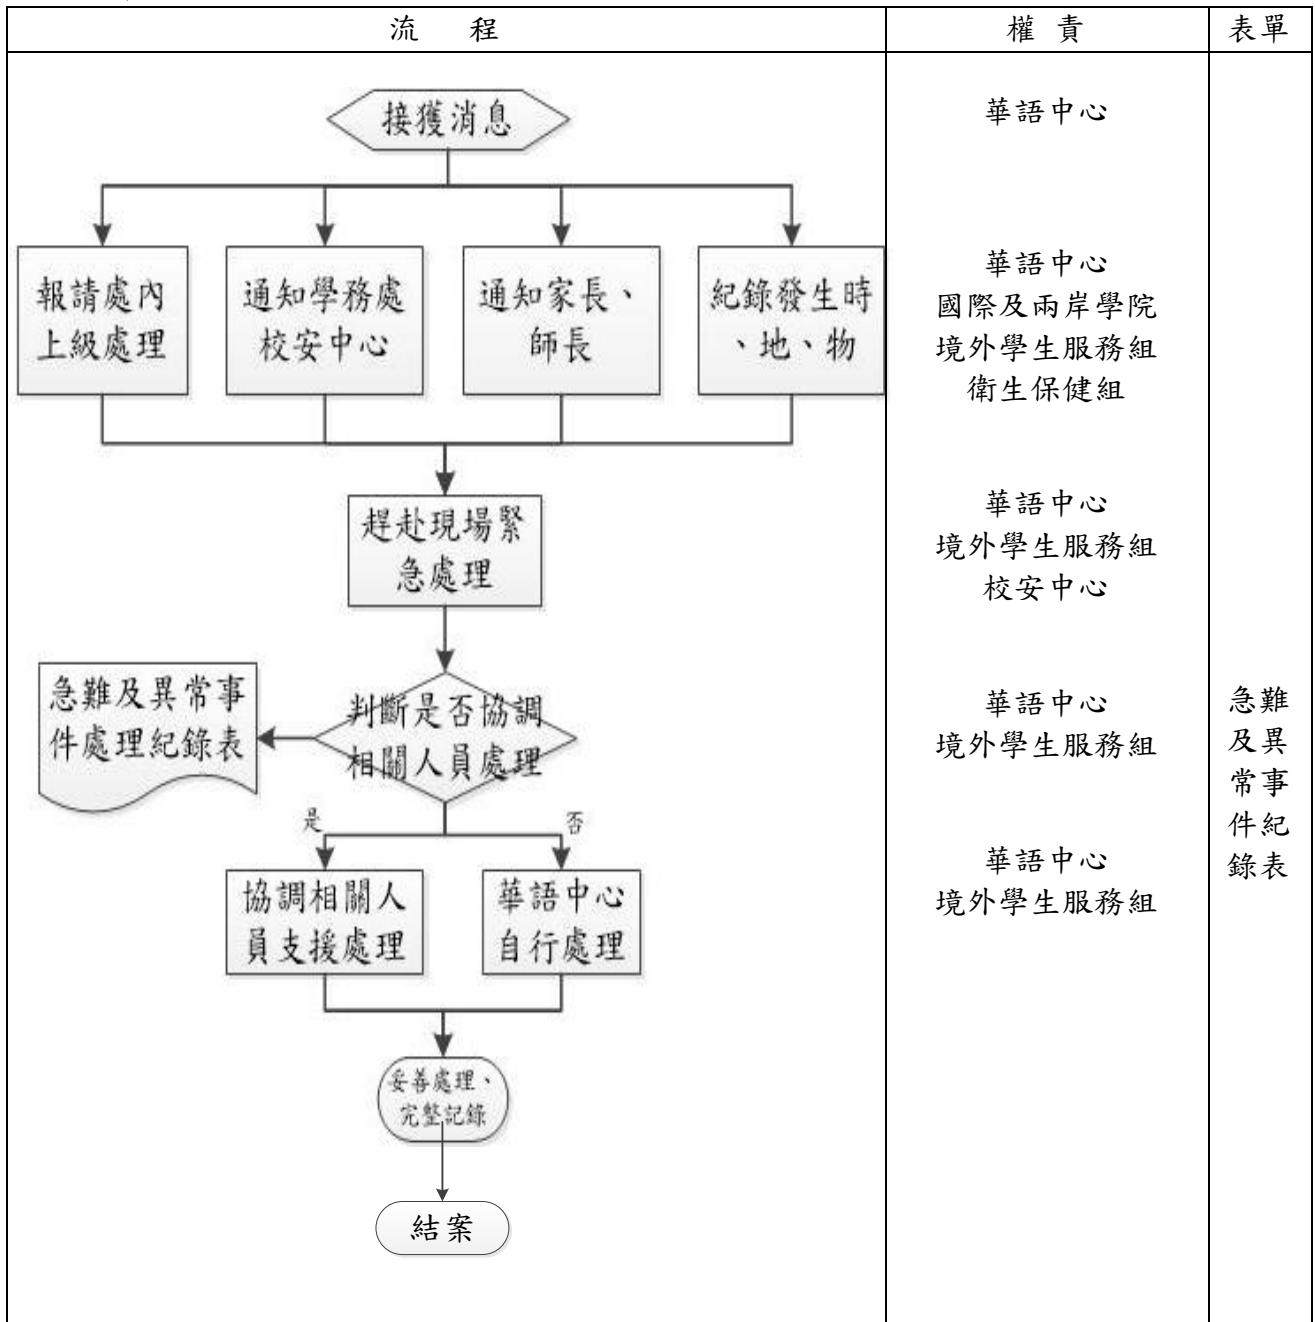 流 程
權 責
表單
接獲消息
華語中心
報請處內
上級處理
通知學務處
校安中心
通知家長、
師長
紀錄發生時
、地、物
華語中心
國際及兩岸學院
境外學生服務組
衛生保健組
趕赴現場緊
急處理
華語中心
境外學生服務組
校安中心
急難及異常事
件處理紀錄表
判斷是否協調
相關人員處理
華語中心
境外學生服務組
急難
及異
常事
件紀
錄表
是
否
協調相關人
員支援處理
華語中心
自行處理
華語中心
境外學生服務組
妥善處理、
完整記錄
結案